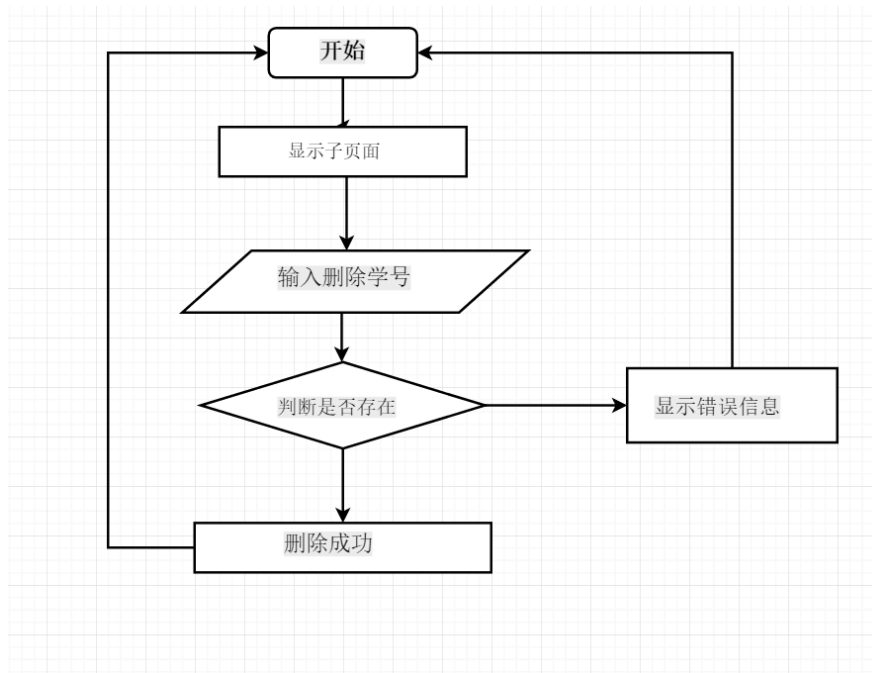 开始
显示子页面
输入删除学号
判断是否存在
显示错误信息
删除成功